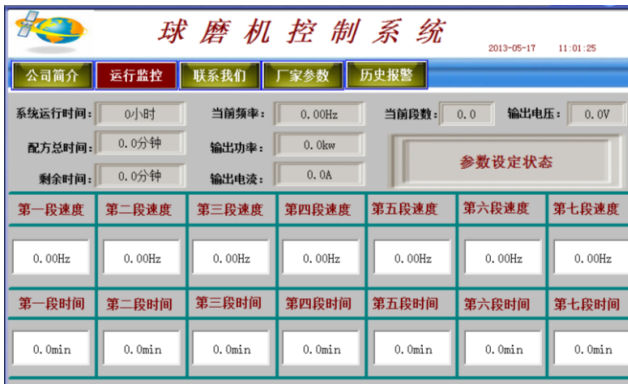 球磨机控制系统
2013-05-17 11:01:25
公司简介 运行监控 联系我们 厂家参数 历史报警
系统运行时间: 0小时 当前频率: 0.00Hz 当前段数: 0.0 输出电压: 0.0V
配方总时间: 0.0分钟 输出功率: 0.0kw 参数设定状态
剩余时间: 0.0分钟 输出电流: 0.0A
第一段速度 第二段速度 第三段速度 第四段速度 第五段速度 第六段速度 第七段速度
0.00Hz 0.00Hz 0.00Hz 0.00Hz 0.00Hz 0.00Hz 0.00Hz
第一段时间 第二段时间 第三段时间 第四段时间 第五段时间 第六段时间 第七段时间
0.0min 0.0min 0.0min 0.0min 0.0min 0.0min 0.0min